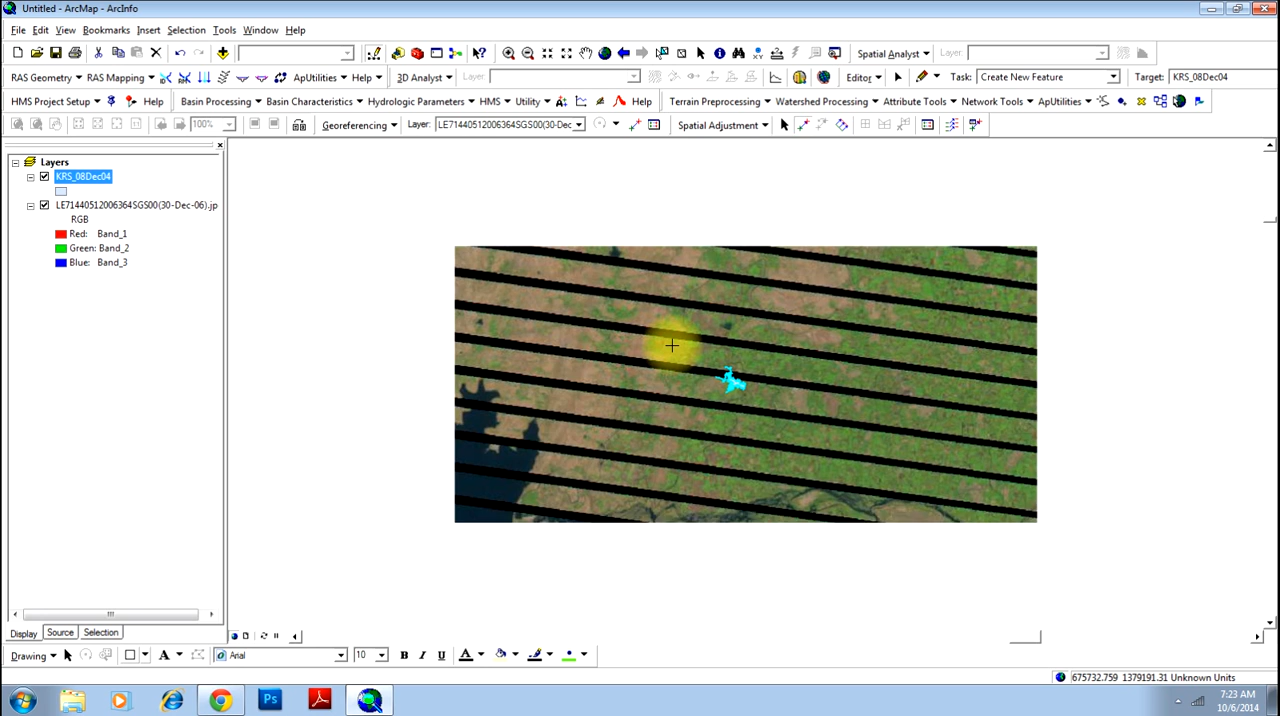 Untitled - ArcMap - ArcInfo
File Edit View Bookmarks Insert Selection Tools Window Help
Spatial Analyst Layer:
RAS Geometry RAS Mapping ApUtilities Help 3D Analyst Layer: Editor Task: Create New Feature Target: KRS_08Dec04
HMS Project Setup Help Basin Processing Basin Characteristics Hydrologic Parameters HMS Utility Help Terrain Preprocessing Watershed Processing Attribute Tools Network Tools ApUtilities
100% Georeferencing Layer: LE71440512006364SGS00(30-Dec Spatial Adjustment
Layers
KRS_08Dec04
LE71440512006364SGS00(30-Dec-06).jp
RGB
Red: Band_1
Green: Band_2
Blue: Band_3
Display Source Selection
Drawing A Arial 10 B I U A
675732.759 1379191.31 Unknown Units
Ps
7:23 AM
10/6/2014